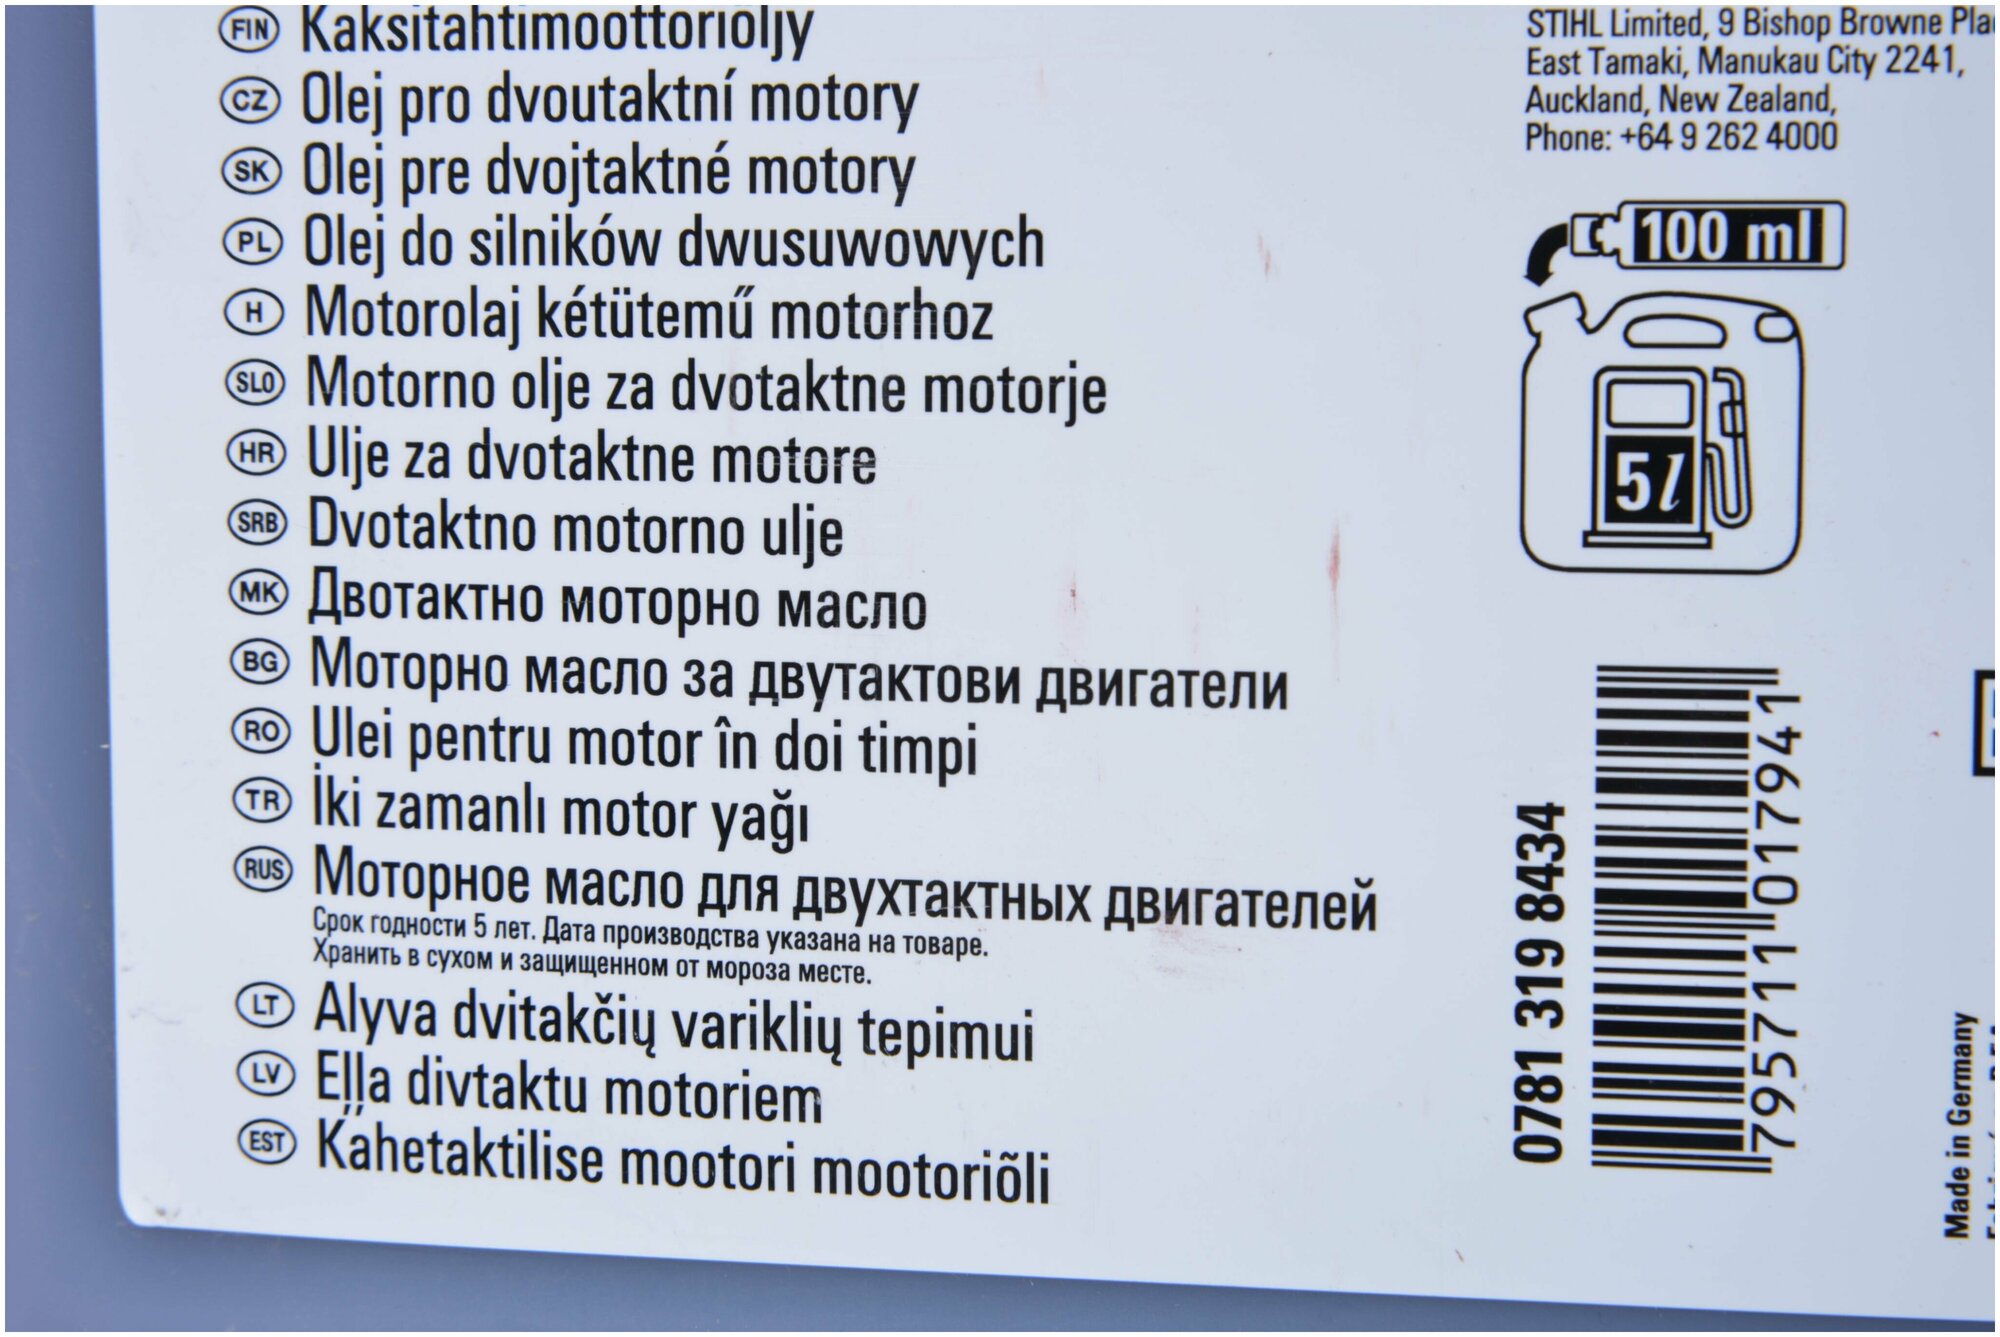 FIN Kaksitahtimoottoriöljy
CZ Olej pro dvoutaktní motory
SK Olej pre dvojtaktné motory
PL Olej do silników dwusuwowych
H Motorolaj kétütemű motorhoz
SLO Motorno olje za dvotaktne motorje
HR Ulje za dvotaktne motore
SRB Dvotaktno motorno ulje
MK Двотактно моторно масло
BG Моторно масло за двутактови двигатели
RO Ulei pentru motor în doi timpi
TR İki zamanlı motor yağı
RUS Моторное масло для двухтактных двигателей
Срок годности 5 лет. Дата производства указана на товаре.
Хранить в сухом и защищенном от мороза месте.
LT Alyva dvitakčių variklių tepimui
LV Eļļa divtaktu motoriem
EST Kahetaktilise mootori mootoriõli
STIHL Limited, 9 Bishop Browne
East Tamaki, Manukau City 2241,
Auckland, New Zealand,
Phone: +64 9 262 4000
100 ml
5 l
0781 319 8434
795711 017941
Made in Germany